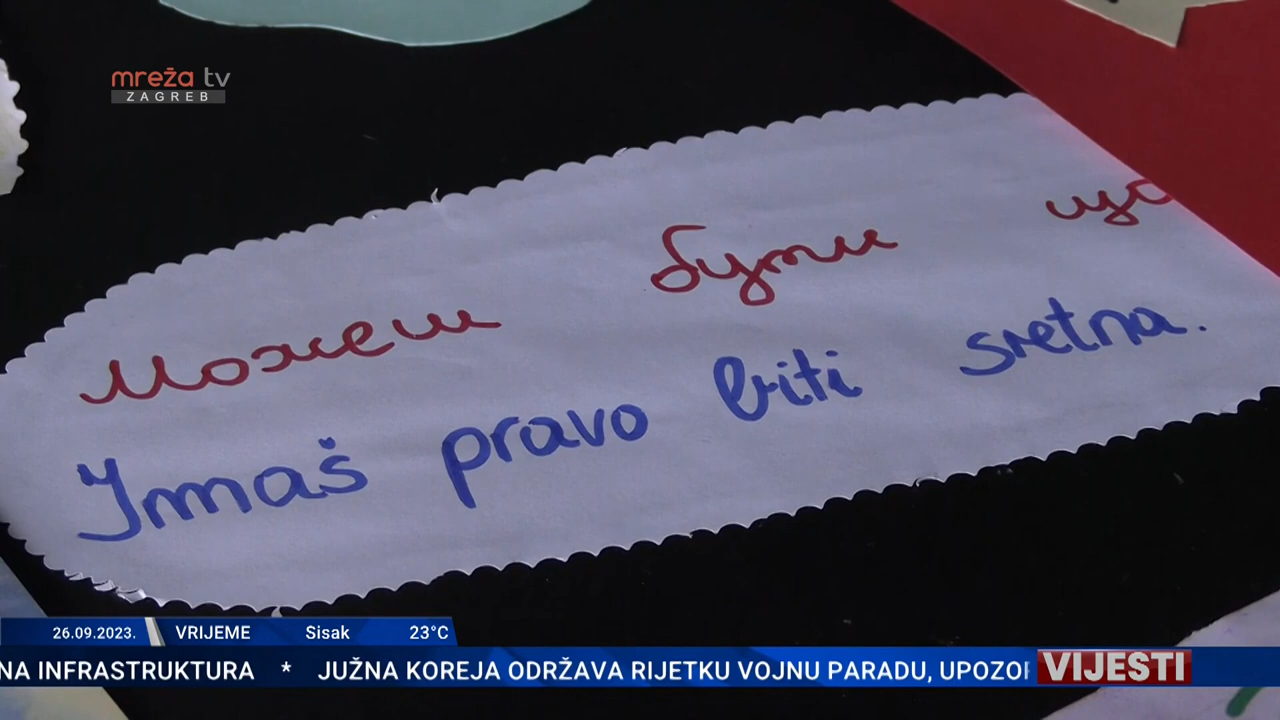 mreža tv
ZAGREB
Можеш бути
Imaš pravo biti sretna.
26.09.2023. VRIJEME Sisak 23°C
NA INFRASTRUKTURA * JUŽNA KOREJA ODRŽAVA RIJETKU VOJNU PARADU, UPOZOR
VIJESTI